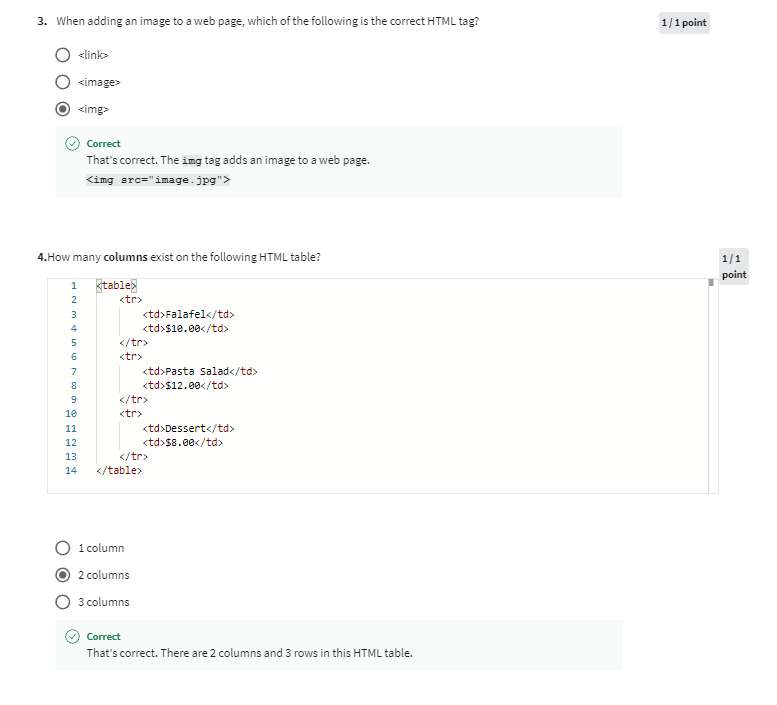 3. When adding an image to a web page, which of the following is the correct HTML tag?
1 / 1 point
<link>
<image>
<img>
Correct
That's correct. The img tag adds an image to a web page.
<img src="image.jpg">
4.How many columns exist on the following HTML table?
1 / 1
point
1 <table>
2 <tr>
3 <td>Falafel</td>
4 <td>$10.00</td>
5 </tr>
6 <tr>
7 <td>Pasta Salad</td>
8 <td>$12.00</td>
9 </tr>
10 <tr>
11 <td>Dessert</td>
12 <td>$8.00</td>
13 </tr>
14 </table>
1 column
2 columns
3 columns
Correct
That's correct. There are 2 columns and 3 rows in this HTML table.